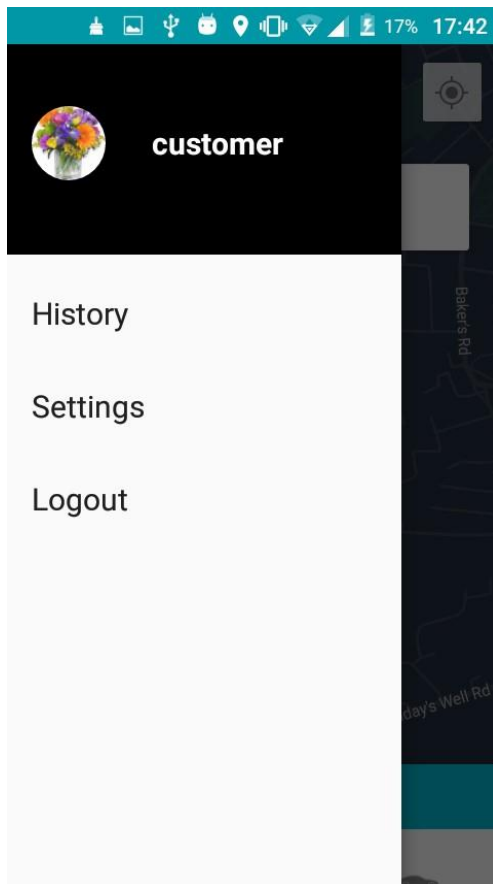 17% 17:42
customer
Baker's Rd
History
Settings
Logout
day's Well Rd